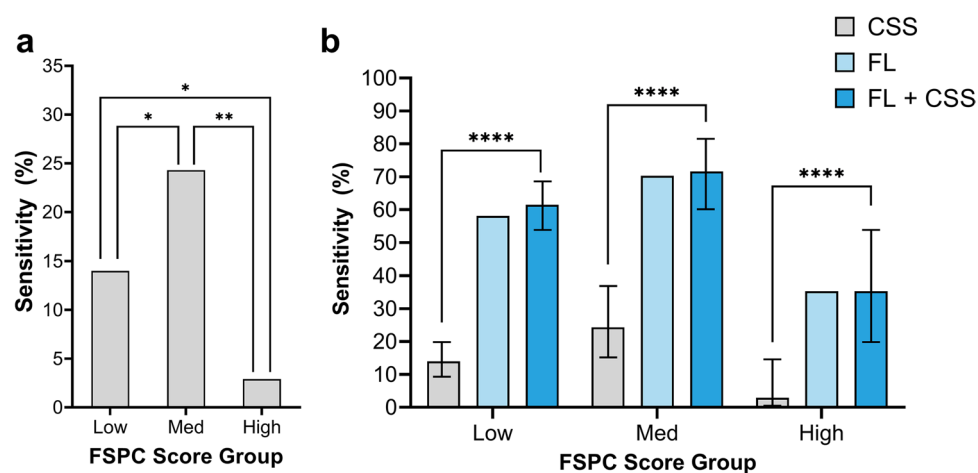 a
35
30
25
20
15
10
5
0
Sensitivity (%)
*
* **
Low Med High
FSPC Score Group
b
CSS
FL
FL + CSS
100
90
80
70
60
50
40
30
20
10
0
Sensitivity (%)
****
****
****
Low Med High
FSPC Score Group